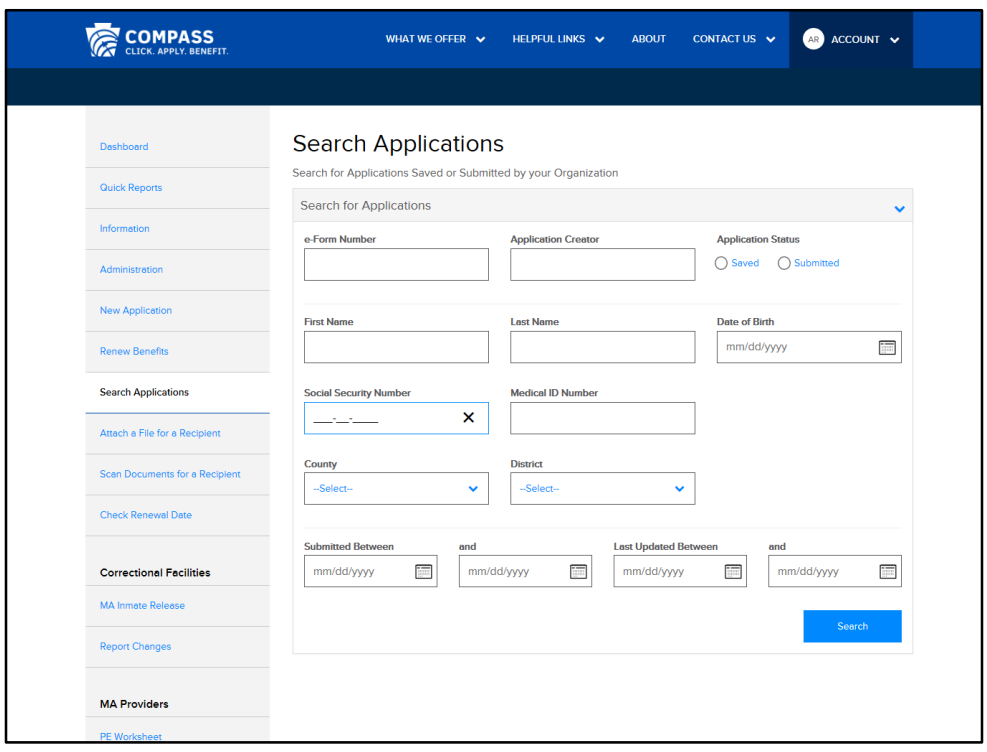 COMPASS
CLICK. APPLY. BENEFIT.
WHAT WE OFFER
HELPFUL LINKS
ABOUT
CONTACT US
AR
ACCOUNT
Dashboard
Quick Reports
Information
Administration
New Application
Renew Benefits
Search Applications
Attach a File for a Recipient
Scan Documents for a Recipient
Check Renewal Date
Correctional Facilities
MA Inmate Release
Report Changes
MA Providers
PE Worksheet
Search Applications
Search for Applications Saved or Submitted by your Organization
Search for Applications
e-Form Number
Application Creator
Application Status
Saved
Submitted
First Name
Last Name
Date of Birth
mm/dd/yyyy
Social Security Number
Medical ID Number
___-__-____
County
District
--Select--
--Select--
Submitted Between
and
Last Updated Between
and
mm/dd/yyyy
mm/dd/yyyy
mm/dd/yyyy
mm/dd/yyyy
Search